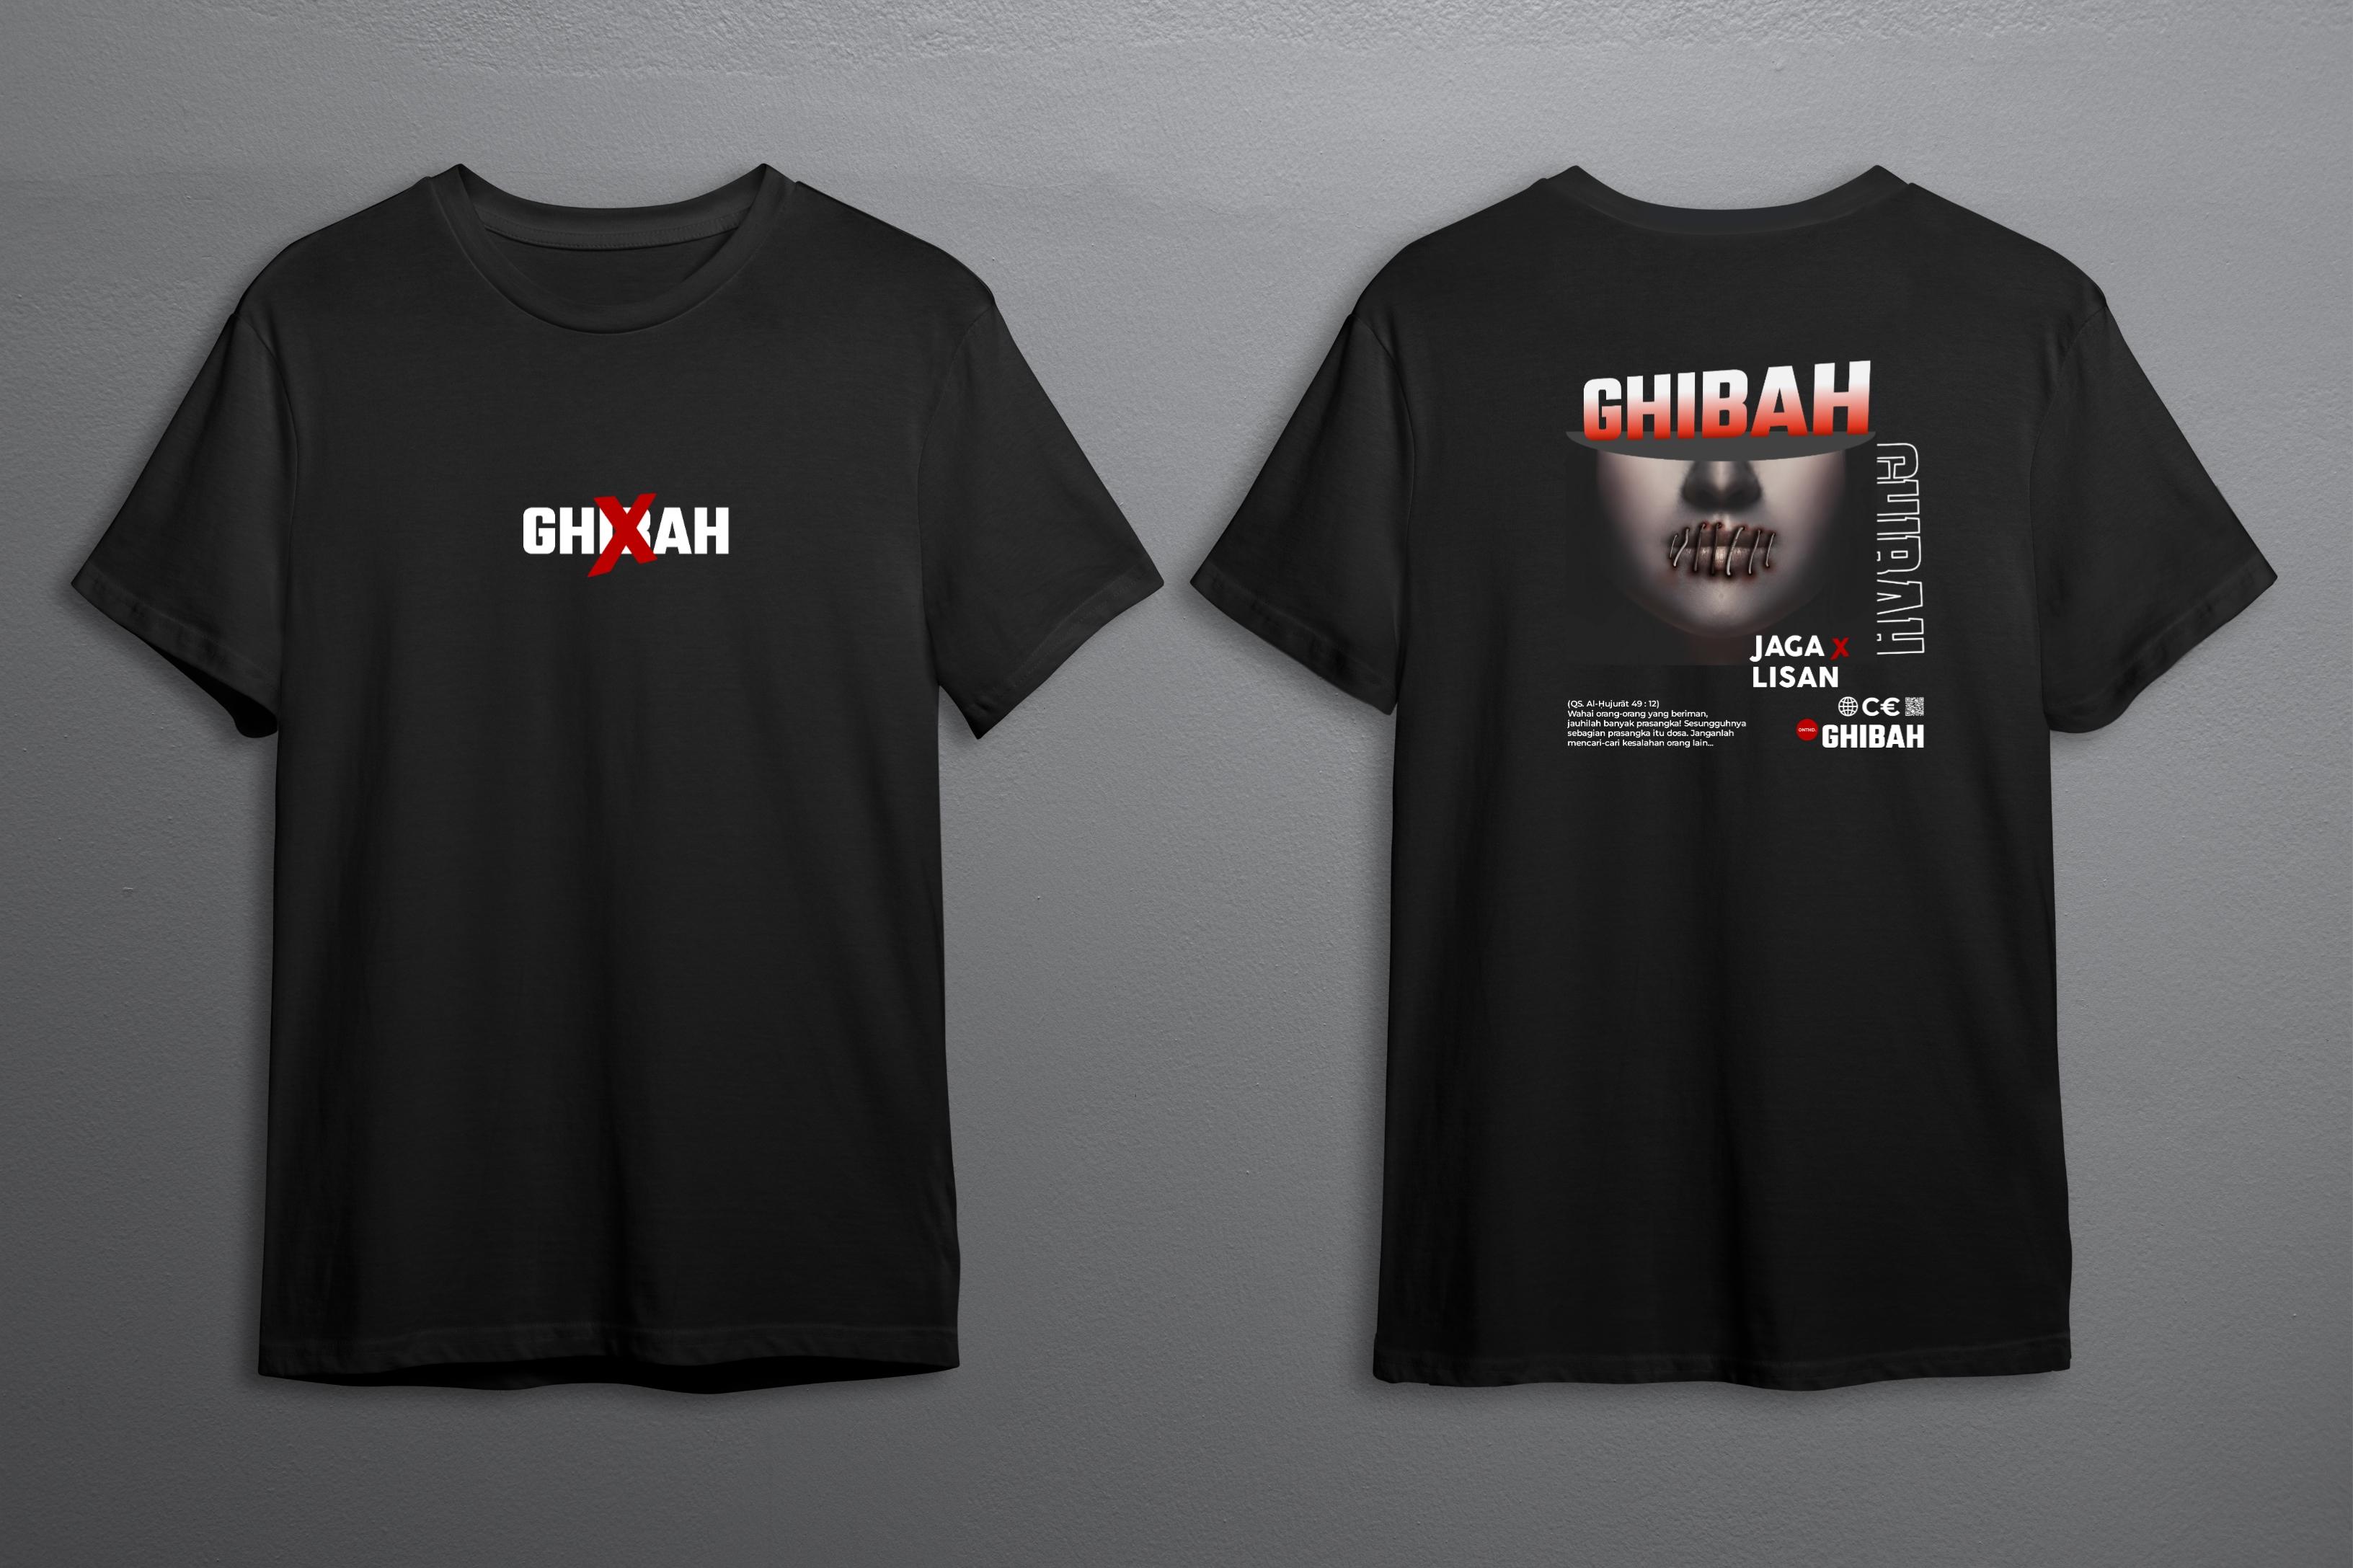 GHIBAH
X
GHIBAH
GHIBAH
JAGA X
LISAN
(QS. Al-Ḥujurāt 49 : 12)
Wahai orang-orang yang beriman,
jauhilah banyak prasangka! Sesungguhnya
sebagian prasangka itu dosa. Janganlah
mencari-cari kesalahan orang lain...
C€
GHIBAH